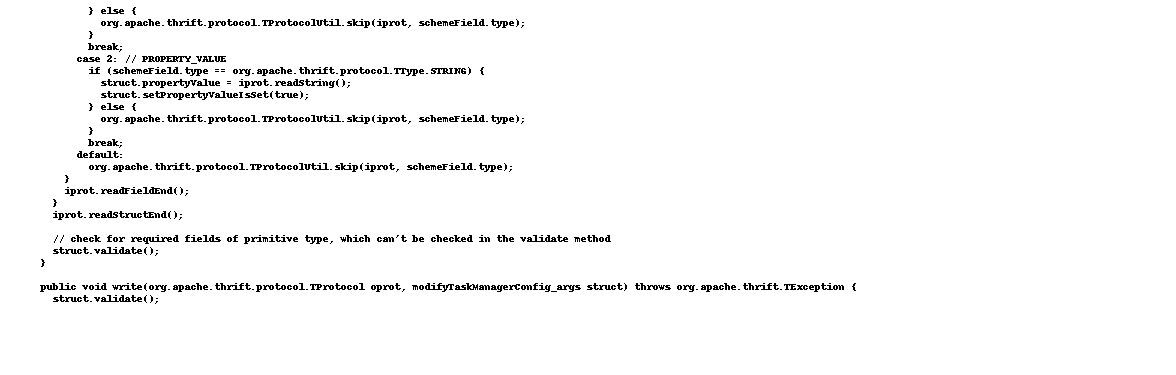 } else {
org.apache.thrift.protocol.TProtocolUtil.skip(iprot, schemeField.type);
}
break;
case 2: // PROPERTY_VALUE
if (schemeField.type == org.apache.thrift.protocol.TType.STRING) {
struct.propertyValue = iprot.readString();
struct.setPropertyValueIsSet(true);
} else {
org.apache.thrift.protocol.TProtocolUtil.skip(iprot, schemeField.type);
}
break;
default:
org.apache.thrift.protocol.TProtocolUtil.skip(iprot, schemeField.type);
}
iprot.readFieldEnd();
}
iprot.readStructEnd();
// check for required fields of primitive type, which can't be checked in the validate method
struct.validate();
}
public void write(org.apache.thrift.protocol.TProtocol oprot, modifyTaskManagerConfig_args struct) throws org.apache.thrift.TException {
struct.validate();